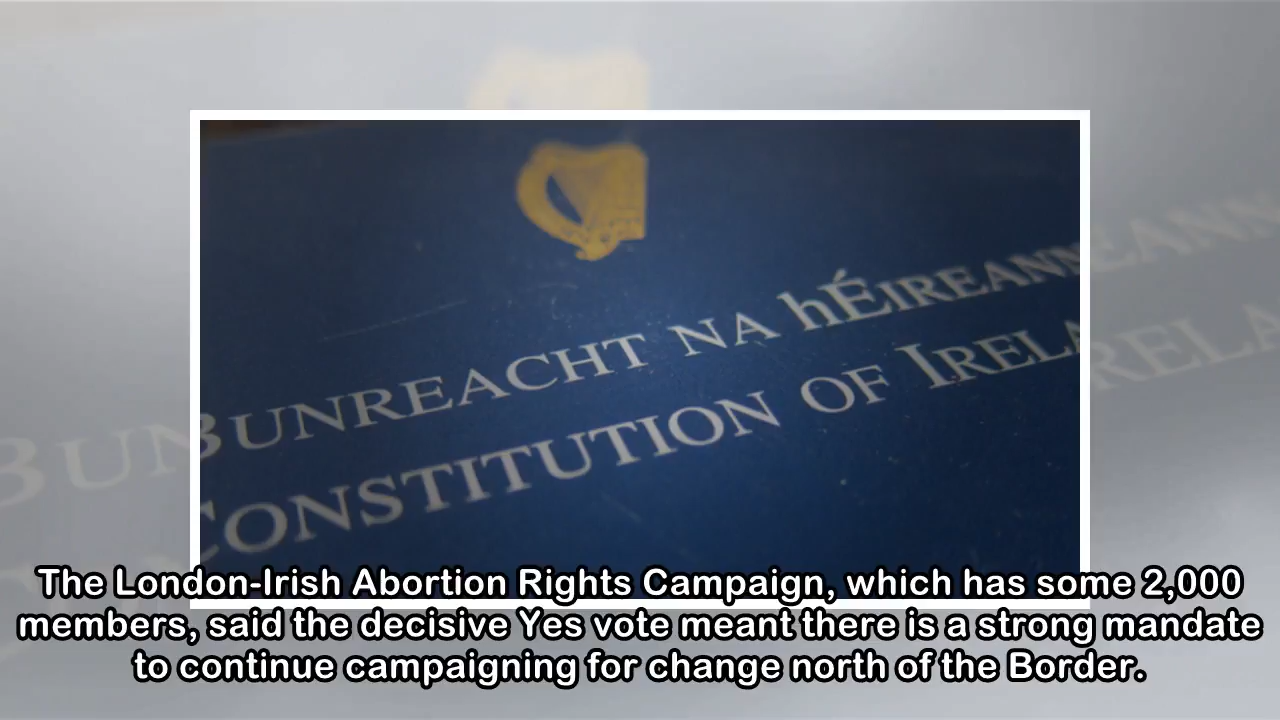 BUNREACHT NA hÉIREANN
CONSTITUTION OF IRELA
The London-Irish Abortion Rights Campaign, which has some 2,000
members, said the decisive Yes vote meant there is a strong mandate
to continue campaigning for change north of the Border.